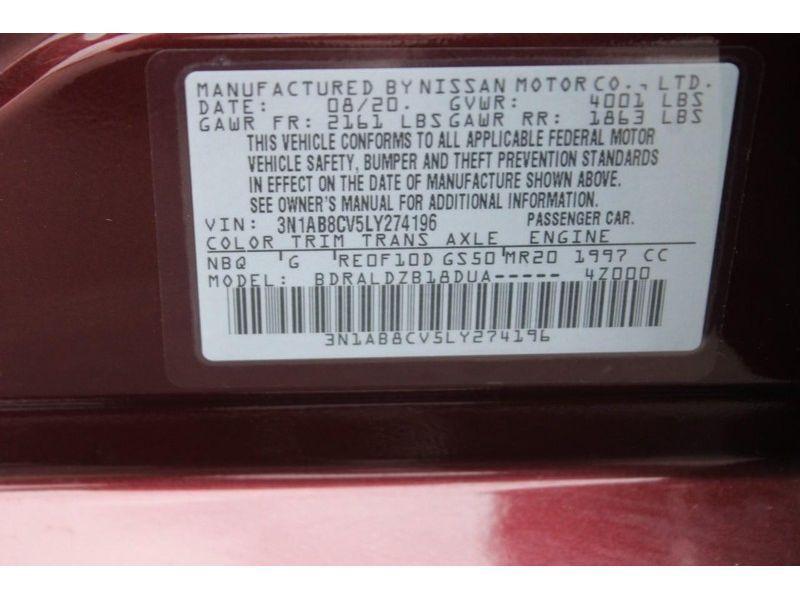 MANUFACTURED BY NISSAN MOTOR CO., LTD.
DATE: 08/20. GVWR: 4001 LBS
GAWR FR: 2161 LBS GAWR RR: 1863 LBS
THIS VEHICLE CONFORMS TO ALL APPLICABLE FEDERAL MOTOR
VEHICLE SAFETY, BUMPER AND THEFT PREVENTION STANDARDS
IN EFFECT ON THE DATE OF MANUFACTURE SHOWN ABOVE.
SEE OWNER'S MANUAL FOR ADDITIONAL INFORMATION.
VIN: 3N1AB8CV5LY274196 PASSENGER CAR.
COLOR TRIM TRANS AXLE ENGINE
NBQ G RE0F10D GS50 MR20 1997 CC
MODEL: BDRALDZB18DUA----- 4Z000
3N1AB8CV5LY274196